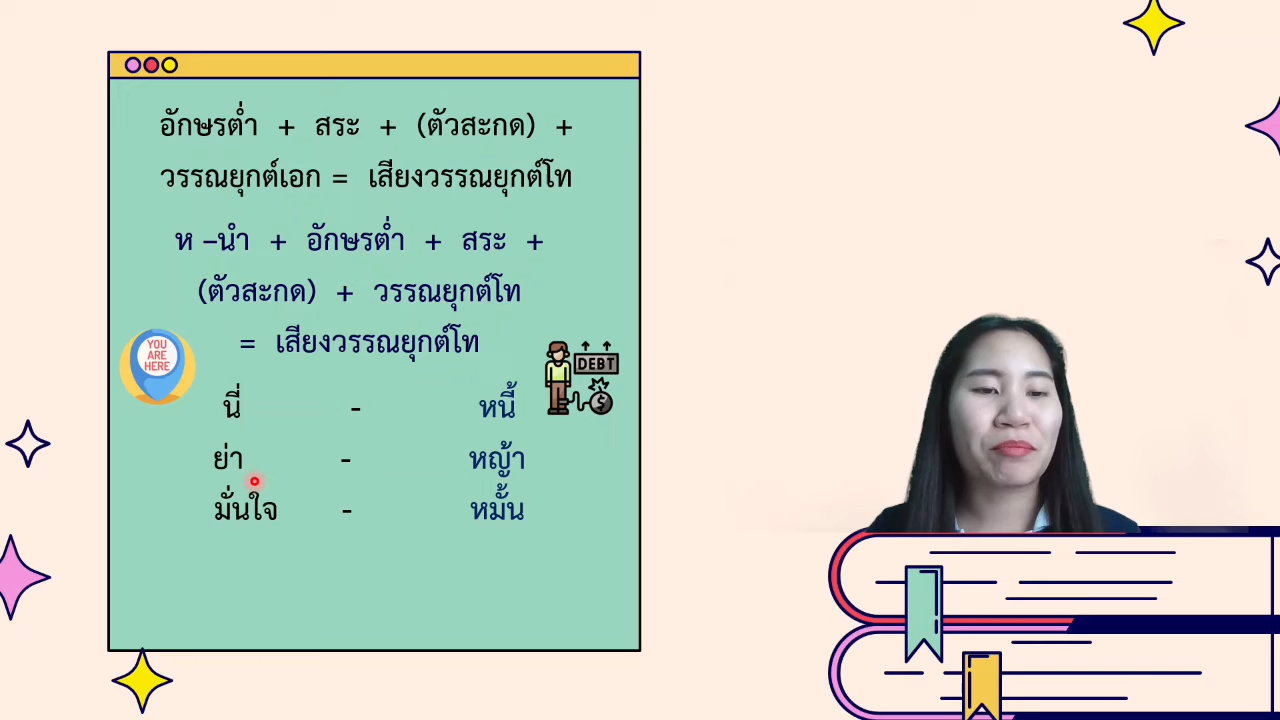 อักษรต่ำ + สระ + (ตัวสะกด) +
วรรณยุกต์เอก = เสียงวรรณยุกต์โท
ห –นำ + อักษรต่ำ + สระ +
(ตัวสะกด) + วรรณยุกต์โท
= เสียงวรรณยุกต์โท
YOU
ARE
HERE
DEBT
$
นี่ - หนี้
ย่า - หญ้า
มั่นใจ - หมั้น